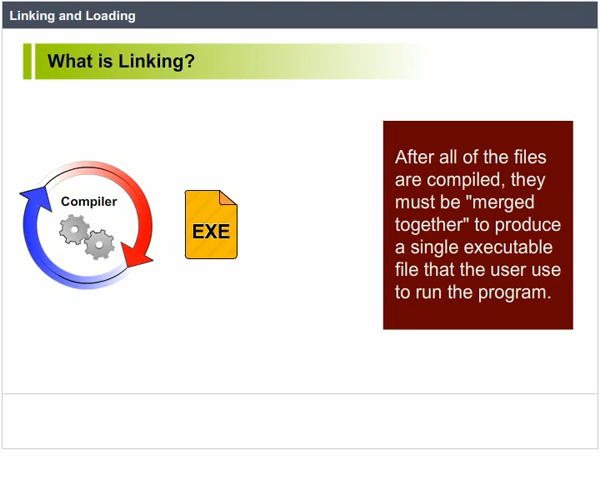 Linking and Loading
What is Linking?
Compiler
EXE
After all of the files
are compiled, they
must be "merged
together" to produce
a single executable
file that the user use
to run the program.